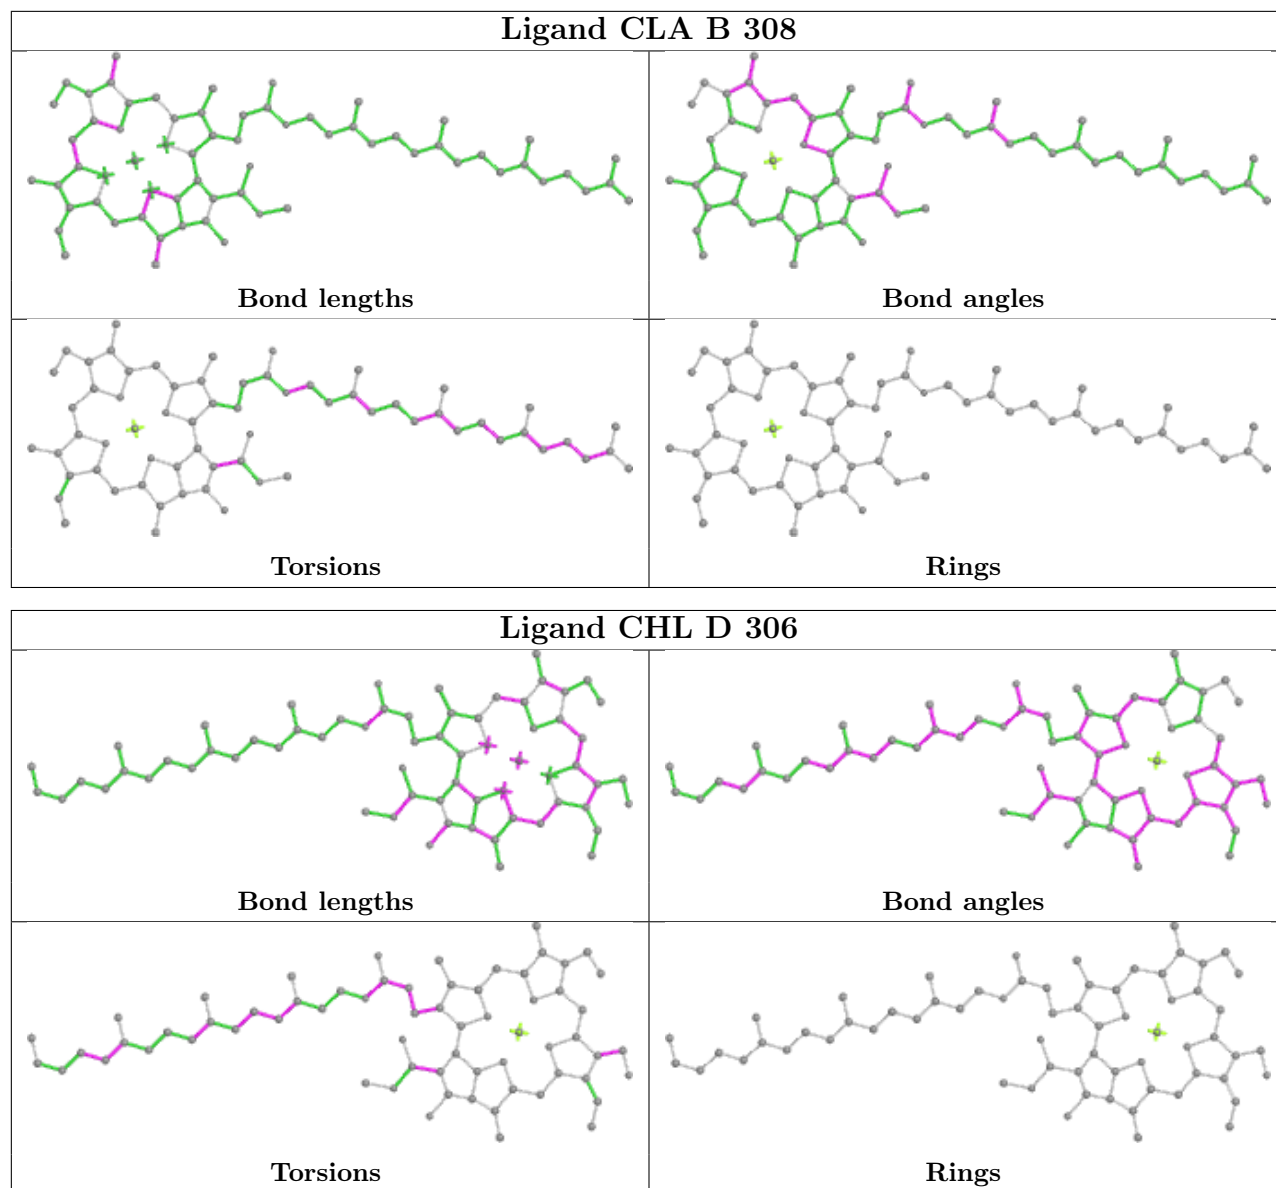 Ligand CLA B 308
Bond lengths
Bond angles
Torsions
Rings
Ligand CHL D 306
Bond lengths
Bond angles
Torsions
Rings